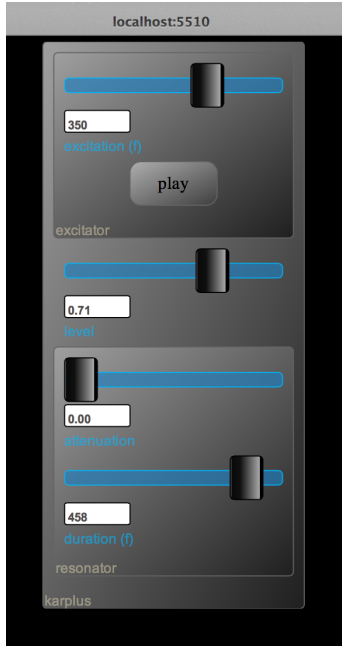 localhost:5510
350
excitation (f)
play
excitator
0.71
level
0.00
attenuation
458
duration (f)
resonator
karplus